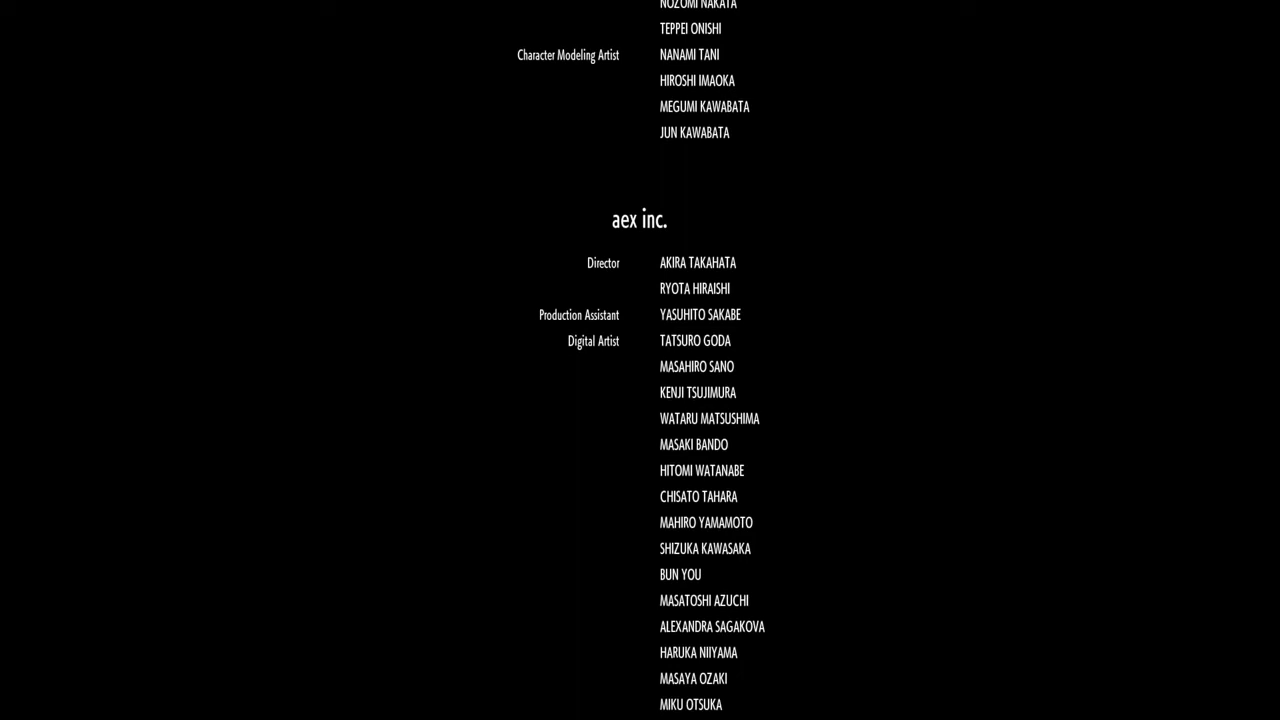 NOZOMI NAKATA
TEPPEI ONISHI
Character Modeling Artist NANAMI TANI
HIROSHI IMAOKA
MEGUMI KAWABATA
JUN KAWABATA
aex inc.
Director AKIRA TAKAHATA
RYOTA HIRAISHI
Production Assistant YASUHITO SAKABE
Digital Artist TATSURO GODA
MASAHIRO SANO
KENJI TSUJIMURA
WATARU MATSUSHIMA
MASAKI BANDO
HITOMI WATANABE
CHISATO TAHARA
MAHIRO YAMAMOTO
SHIZUKA KAWASAKA
BUN YOU
MASATOSHI AZUCHI
ALEXANDRA SAGAKOVA
HARUKA NIIYAMA
MASAYA OZAKI
MIKU OTSUKA